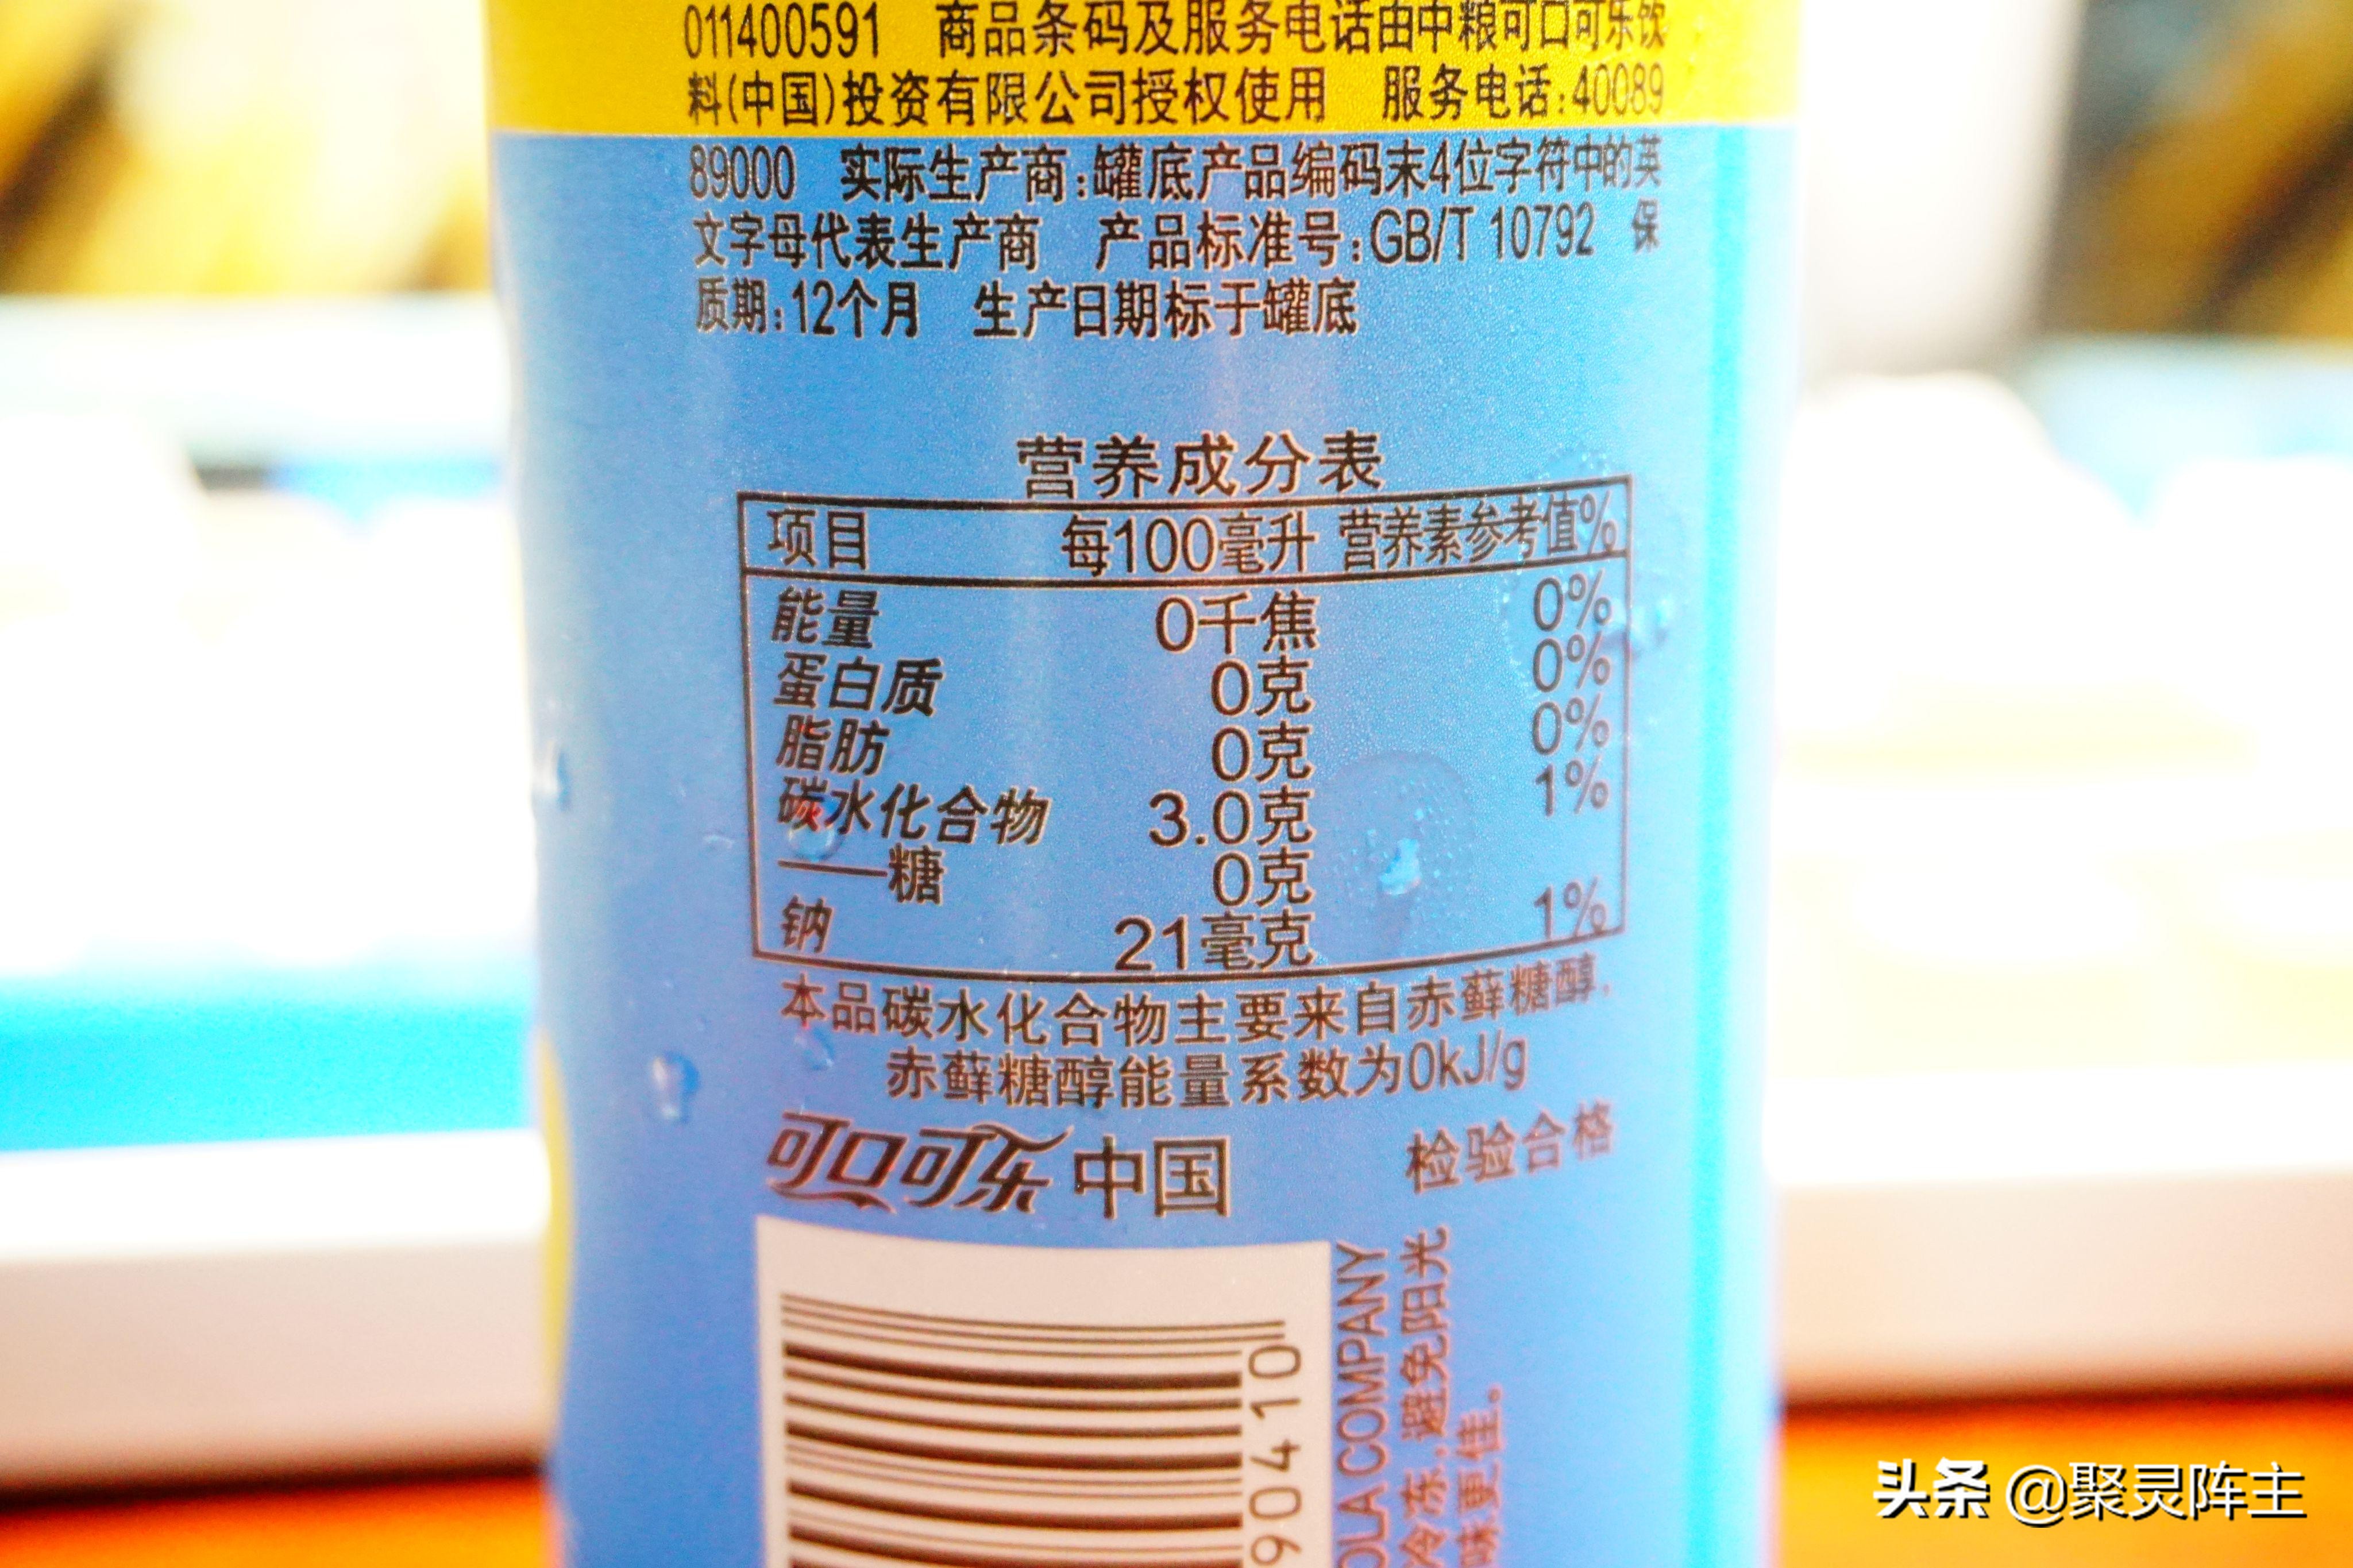 011400591 商品条码及服务电话由中粮可口可乐饮
料(中国)投资有限公司授权使用 服务电话:40089
89000 实际生产商:罐底产品编码末4位字符中的英
文字母代表生产商 产品标准号:GB/T 10792 保
质期:12个月 生产日期标于罐底
营养成分表
项目 每100毫升 营养素参考值%
能量 0千焦 0%
蛋白质 0克 0%
脂肪 0克 0%
碳水化合物 3.0克 1%
——糖 0克
钠 21毫克 1%
本品碳水化合物主要来自赤藓糖醇,
赤藓糖醇能量系数为0kJ/g
可口可乐中国 检验合格
90410
OLA COMPANY
冷冻,避免阳光
味更佳。
头条 @聚灵阵主